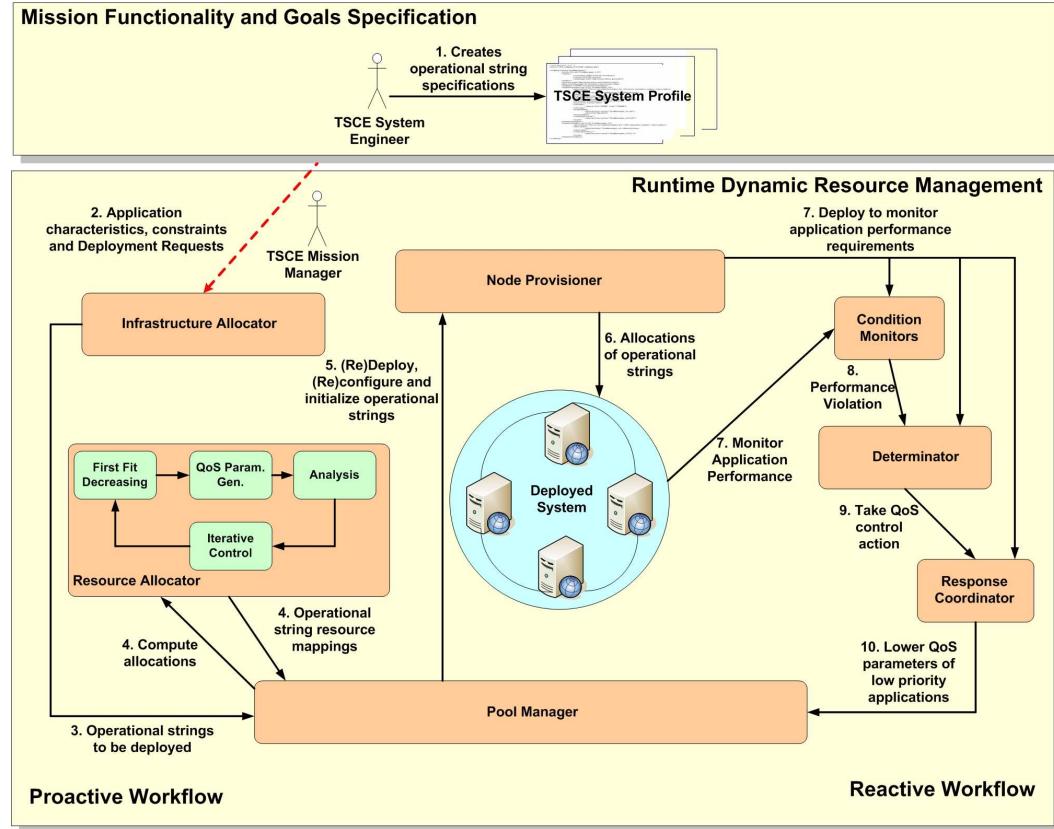 Mission Functionality and Goals Specification
1. Creates
operational string
specifications
TSCE System Profile
TSCE System
Engineer
Runtime Dynamic Resource Management
2. Application
characteristics, constraints
and Deployment Requests
TSCE Mission
Manager
7. Deploy to monitor
application performance
requirements
Node Provisioner
Infrastructure Allocator
Condition
Monitors
5. (Re)Deploy,
(Re)configure and
initialize operational
strings
6. Allocations
of operational
strings
8.
Performance
Violation
First Fit
Decreasing
QoS Param.
Gen.
Analysis
Iterative
Control
Resource Allocator
Deployed
System
7. Monitor
Application
Performance
Determinator
9. Take QoS
control
action
Response
Coordinator
4. Compute
allocations
4. Operational
string resource
mappings
10. Lower QoS
parameters of
low priority
applications
Pool Manager
3. Operational strings
to be deployed
Proactive Workflow
Reactive Workflow